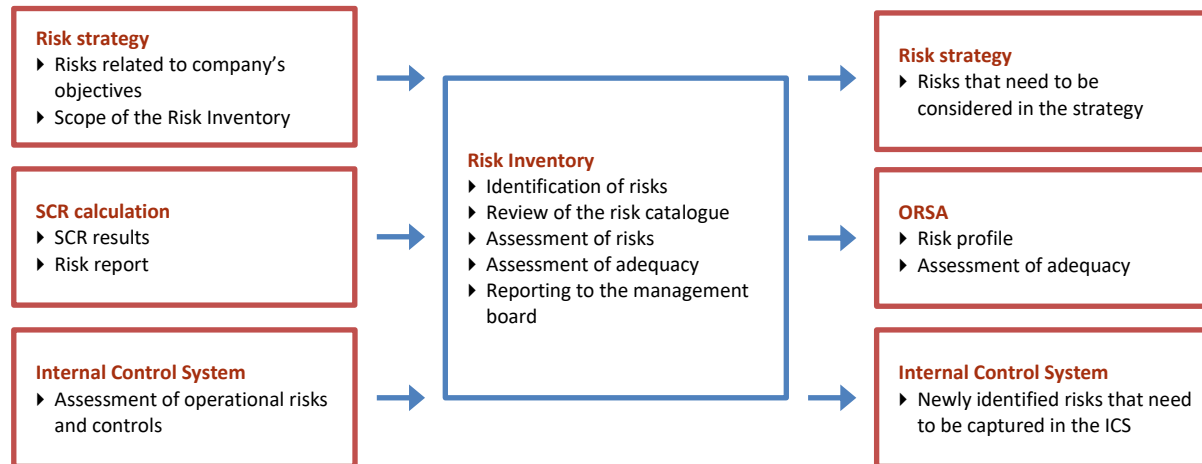 Risk strategy
‣ Risks related to company’s
objectives
‣ Scope of the Risk Inventory
SCR calculation
‣ SCR results
‣ Risk report
Internal Control System
‣ Assessment of operational risks
and controls
Risk Inventory
‣ Identification of risks
‣ Review of the risk catalogue
‣ Assessment of risks
‣ Assessment of adequacy
‣ Reporting to the management
board
Risk strategy
‣ Risks that need to be
considered in the strategy
ORSA
‣ Risk profile
‣ Assessment of adequacy
Internal Control System
‣ Newly identified risks that need
to be captured in the ICS